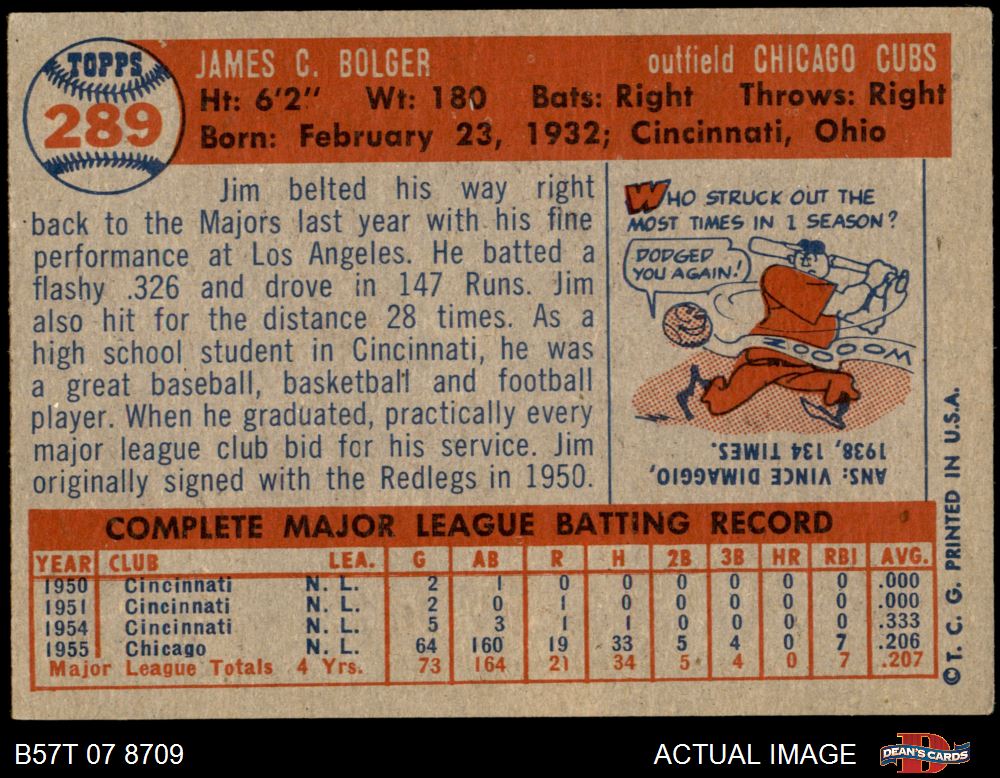 TOPPS
289
JAMES C. BOLGER outfield CHICAGO CUBS
Ht: 6'2" Wt: 180 Bats: Right Throws: Right
Born: February 23, 1932; Cincinnati, Ohio
Jim belted his way right
back to the Majors last year with his fine
performance at Los Angeles. He batted a
flashy .326 and drove in 147 Runs. Jim
also hit for the distance 28 times. As a
high school student in Cincinnati, he was
a great baseball, basketball and football
player. When he graduated, practically every
major league club bid for his service. Jim
originally signed with the Redlegs in 1950.
WHO STRUCK OUT THE
MOST TIMES IN 1 SEASON?
DODGED
YOU AGAIN!
ZOOOOM
ANS: VINCE DIMAGGIO,
1938, 134 TIMES.
COMPLETE MAJOR LEAGUE BATTING RECORD
YEAR CLUB LEA. G AB R H 2B 3B HR RBI AVG.
1950 Cincinnati N. L. 2 1 0 0 0 0 0 0 .000
1951 Cincinnati N. L. 2 0 1 0 0 0 0 0 .000
1954 Cincinnati N. L. 5 3 1 1 0 0 0 0 .333
1955 Chicago N. L. 64 160 19 33 5 4 0 7 .206
Major League Totals 4 Yrs. 73 164 21 34 5 4 0 7 .207
©T. C. G. PRINTED IN U.S.A.
B57T 07 8709 ACTUAL IMAGE
DEAN'S CARDS